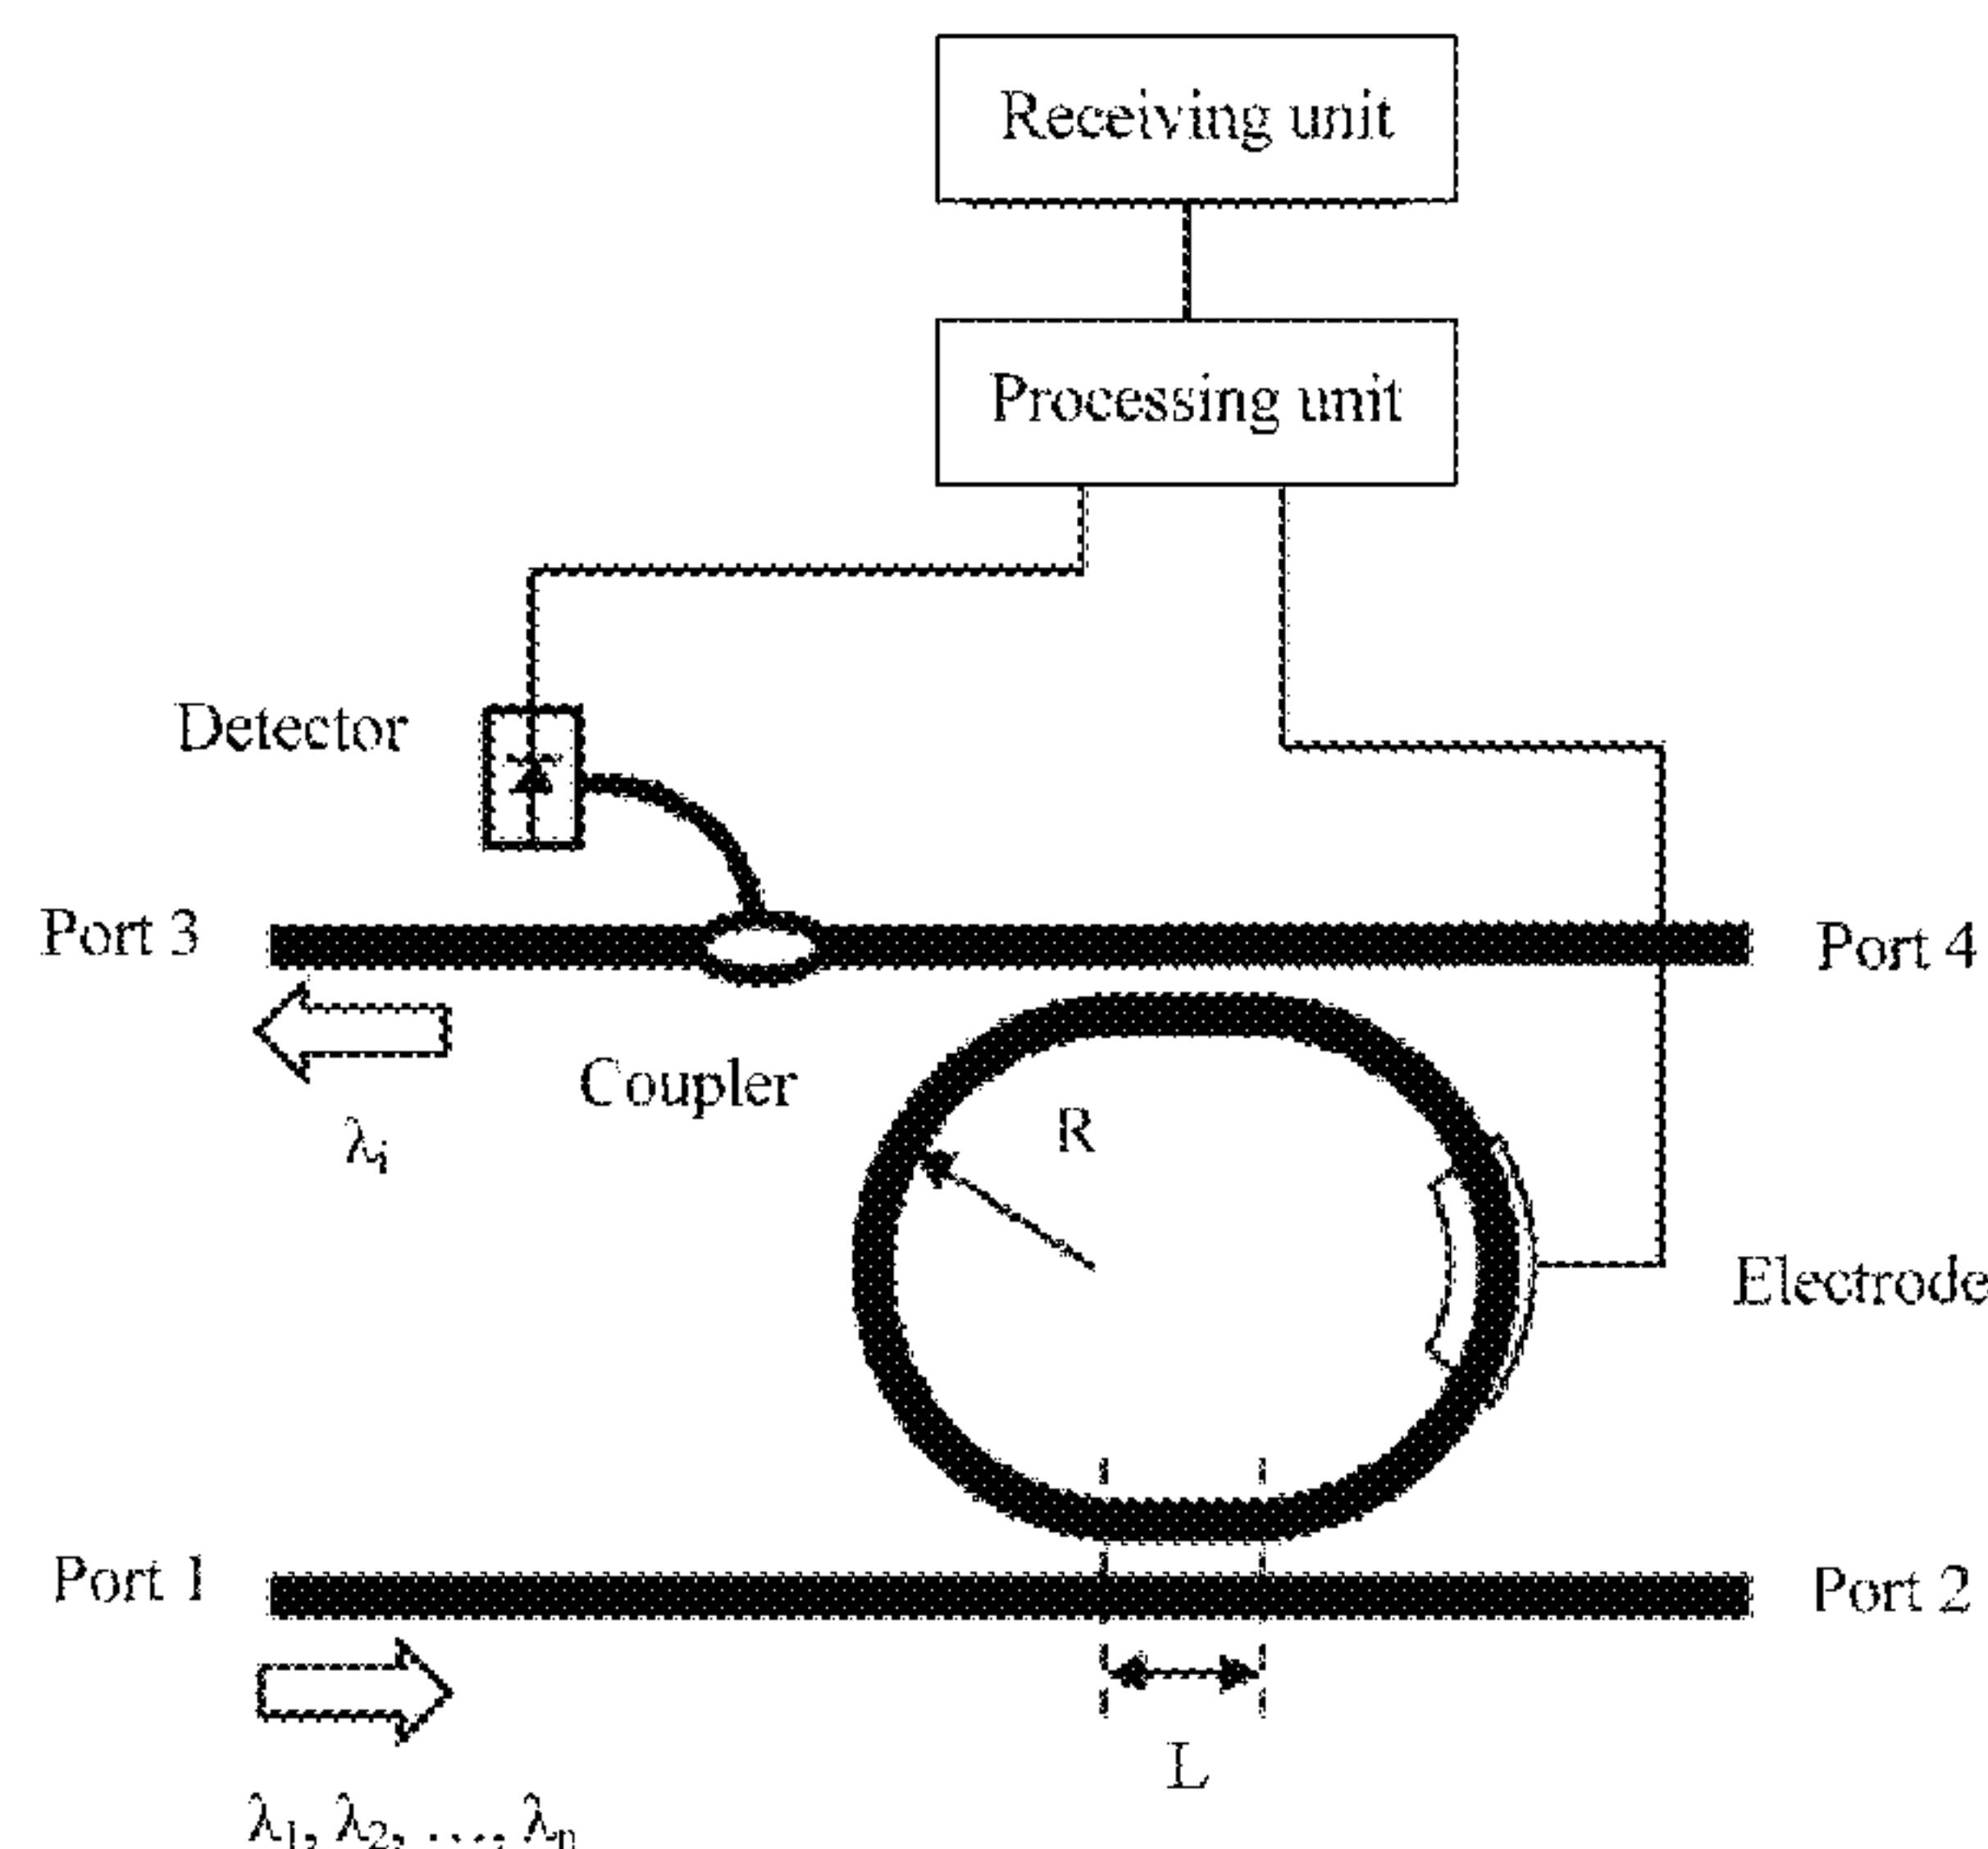 Receiving unit
Processing unit
Detector
Port 3
Port 4
Coupler
λi
R
Electrode
Port 1
Port 2
L
λ1, λ2, ..., λn